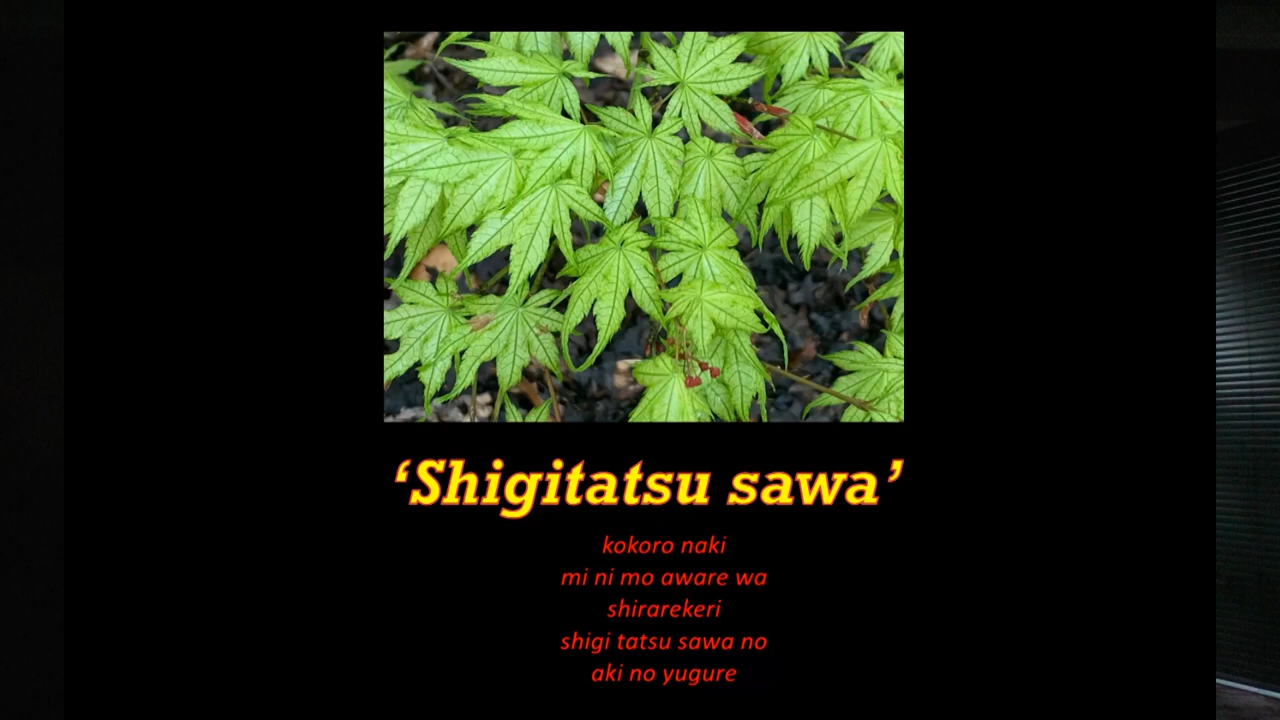 ‘Shigitatsu sawa’
kokoro naki
mi ni mo aware wa
shirarekeri
shigi tatsu sawa no
aki no yugure